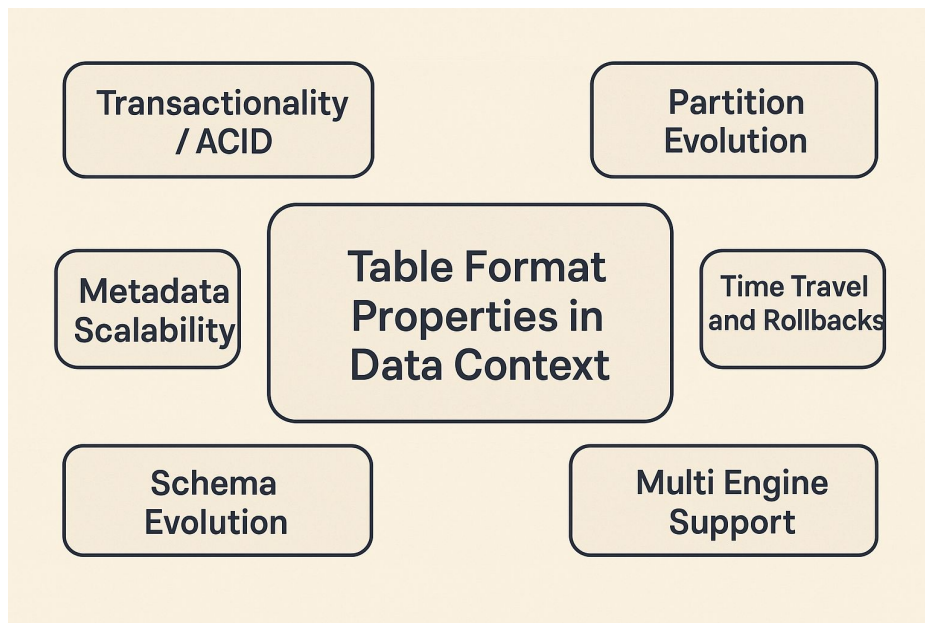 Transactionality
/ ACID
Partition
Evolution
Table Format
Properties in
Data Context
Metadata
Scalability
Time Travel
and Rollbacks
Schema
Evolution
Multi Engine
Support